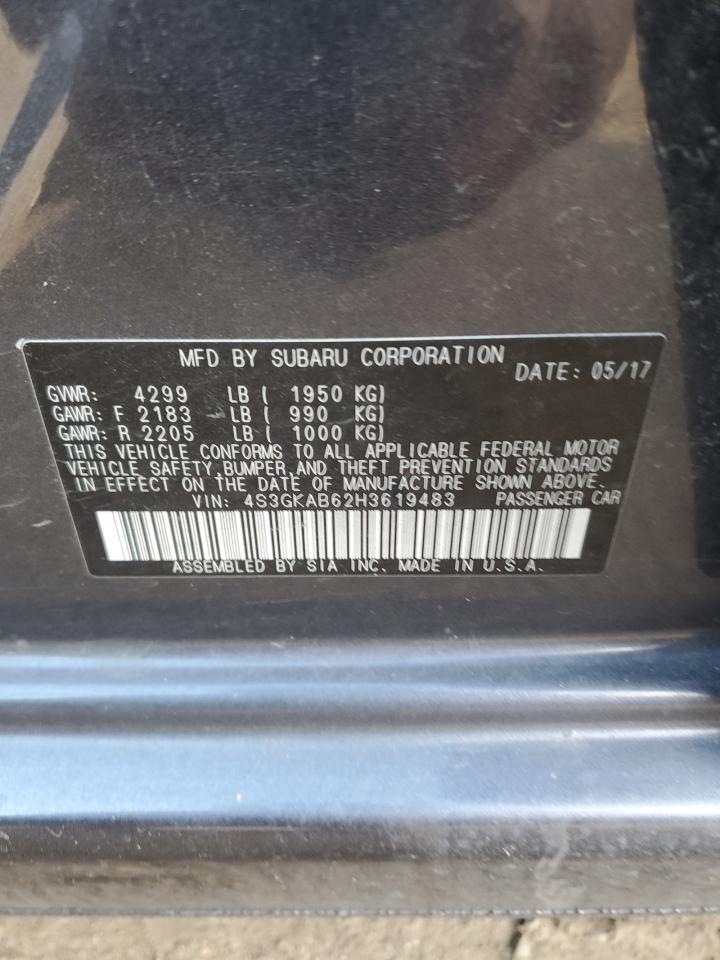 MFD BY SUBARU CORPORATION DATE: 05/17
GVWR: 4299 LB ( 1950 KG)
GAWR: F 2183 LB ( 990 KG)
GAWR: R 2205 LB ( 1000 KG)
THIS VEHICLE CONFORMS TO ALL APPLICABLE FEDERAL MOTOR
VEHICLE SAFETY, BUMPER, AND THEFT PREVENTION STANDARDS
IN EFFECT ON THE DATE OF MANUFACTURE SHOWN ABOVE.
VIN: 4S3GKAB62H3619483 PASSENGER CAR
ASSEMBLED BY SIA INC. MADE IN U.S.A.